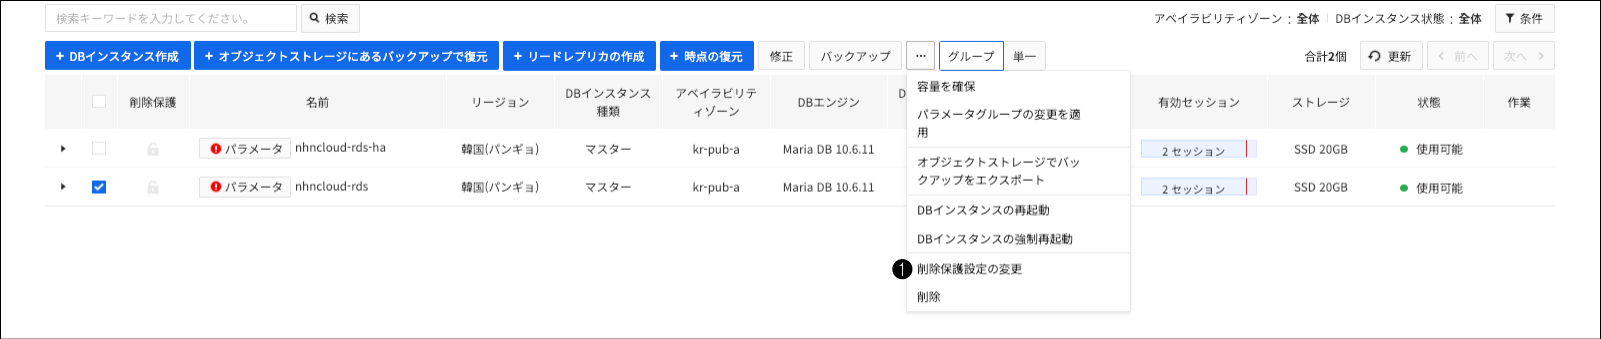 検索キーワードを入力してください。
検索
アベイラビリティゾーン : 全体
DBインスタンス状態 : 全体
条件
+ DBインスタンス作成
+ オブジェクトストレージにあるバックアップで復元
+ リードレプリカの作成
+ 時点の復元
修正
バックアップ
...
グループ
単一
合計2個
更新
< 前へ
次へ >
削除保護
名前
リージョン
DBインスタンス
種類
アベイラビリテ
ィゾーン
DBエンジン
D
有効セッション
ストレージ
状態
作業
パラメータ
nhncloud-rds-ha
韓国(パンギョ)
マスター
kr-pub-a
Maria DB 10.6.11
2 セッション
SSD 20GB
使用可能
パラメータ
nhncloud-rds
韓国(パンギョ)
マスター
kr-pub-a
Maria DB 10.6.11
2 セッション
SSD 20GB
使用可能
容量を確保
パラメータグループの変更を適
用
オブジェクトストレージでバッ
クアップをエクスポート
DBインスタンスの再起動
DBインスタンスの強制再起動
1 削除保護設定の変更
削除